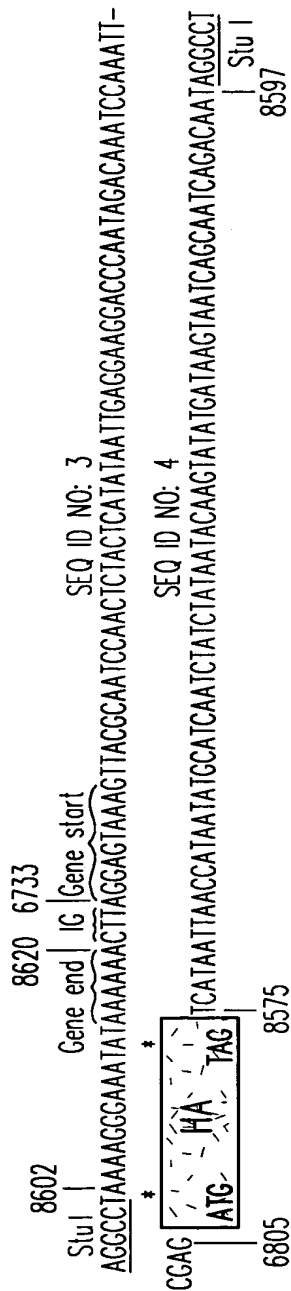 8602 8620 6733
Stu I Gene end IG Gene start SEQ ID NO: 3
AGGCCTAAAAGGGAAATATAAAAAACTTAGGAGTAAAGTTACGCAATCCAACTCTACTCATATAATTGAGGAAGGACCCAATAGACAAATCCAAATT-
* * SEQ ID NO: 4
CGAG ATG HA TAG TCATAATTAACCATAATATGCATCAATCTATCTATAATACAAGTATATGATAAGTAATCAGCAATCAGACAATAGGCCT
Stu I
6805 8575 8597